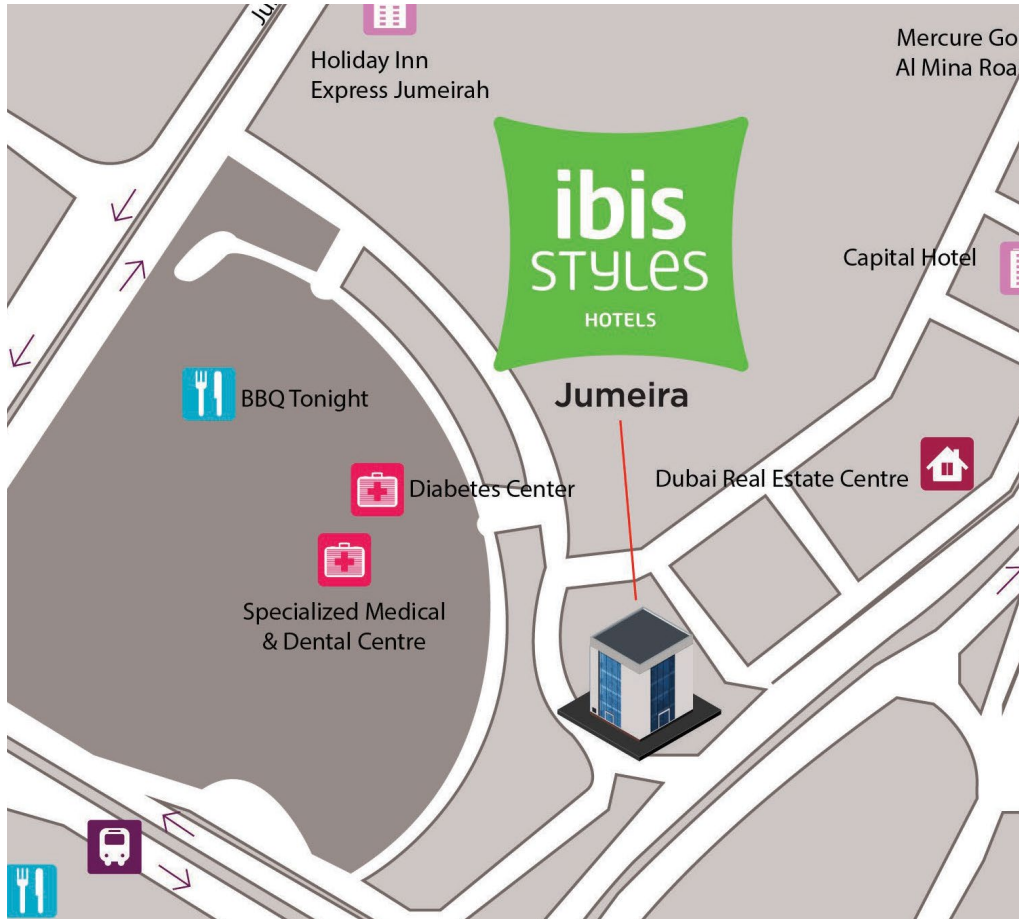 Ju
Holiday Inn
Express Jumeirah
Mercure Go
Al Mina Roa
ibis
STYLES
HOTELS
Jumeira
Capital Hotel
BBQ Tonight
Diabetes Center
Dubai Real Estate Centre
Specialized Medical
& Dental Centre